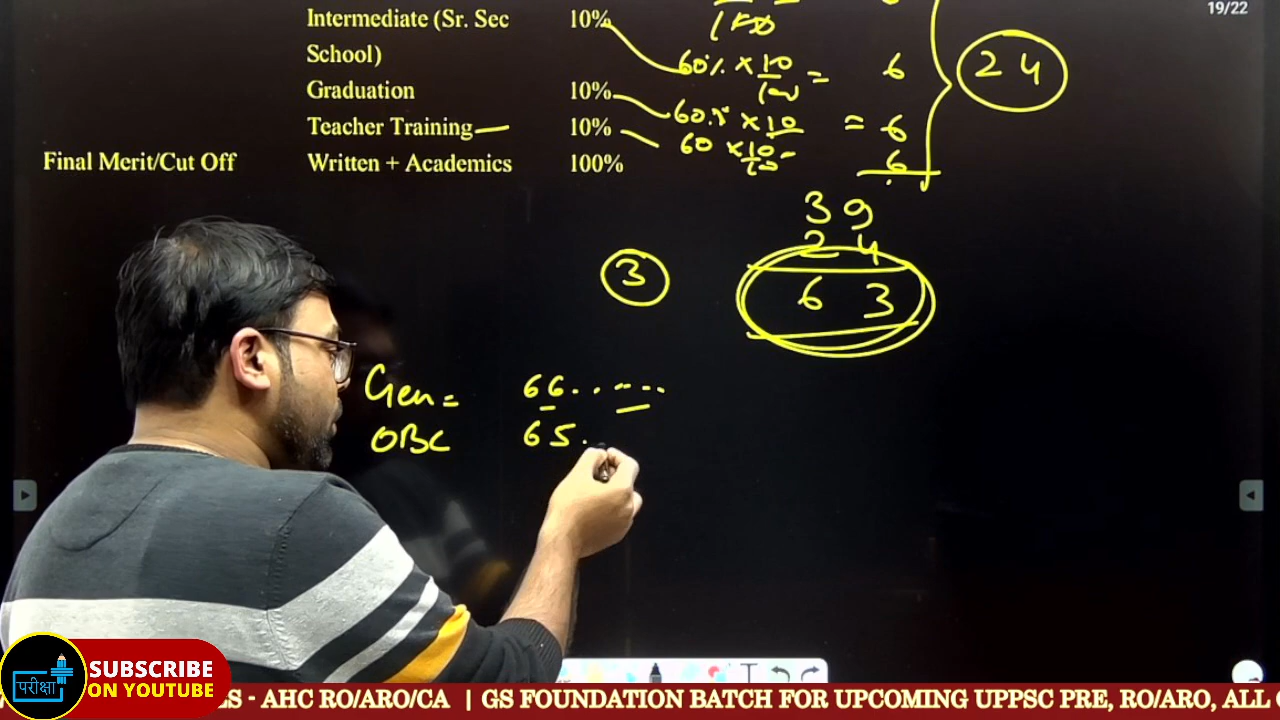 19/22
Intermediate (Sr. Sec School) 10%
60% × 10/100 = 6
24
Graduation 10%
60% × 10 = 6
Teacher Training 10%
60 × 10 6
Final Merit/Cut Off Written + Academics 100%
39
24
3 63
Gen = 66.
OBC 65.
परीक्षा
SUBSCRIBE
ON YOUTUBE
- AHC RO/ARO/CA | GS FOUNDATION BATCH FOR UPCOMING UPPSC PRE, RO/ARO, ALL